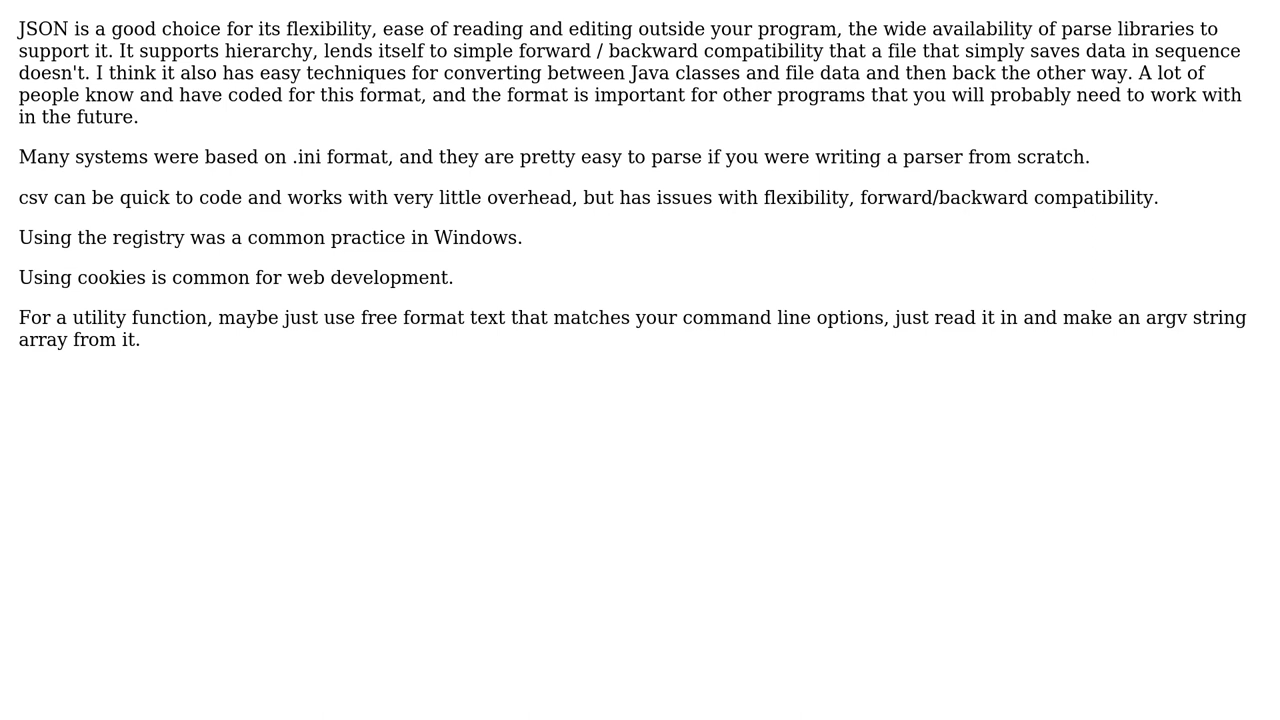 JSON is a good choice for its flexibility, ease of reading and editing outside your program, the wide availability of parse libraries to
support it. It supports hierarchy, lends itself to simple forward / backward compatibility that a file that simply saves data in sequence
doesn't. I think it also has easy techniques for converting between Java classes and file data and then back the other way. A lot of
people know and have coded for this format, and the format is important for other programs that you will probably need to work with
in the future.
Many systems were based on .ini format, and they are pretty easy to parse if you were writing a parser from scratch.
csv can be quick to code and works with very little overhead, but has issues with flexibility, forward/backward compatibility.
Using the registry was a common practice in Windows.
Using cookies is common for web development.
For a utility function, maybe just use free format text that matches your command line options, just read it in and make an argv string
array from it.